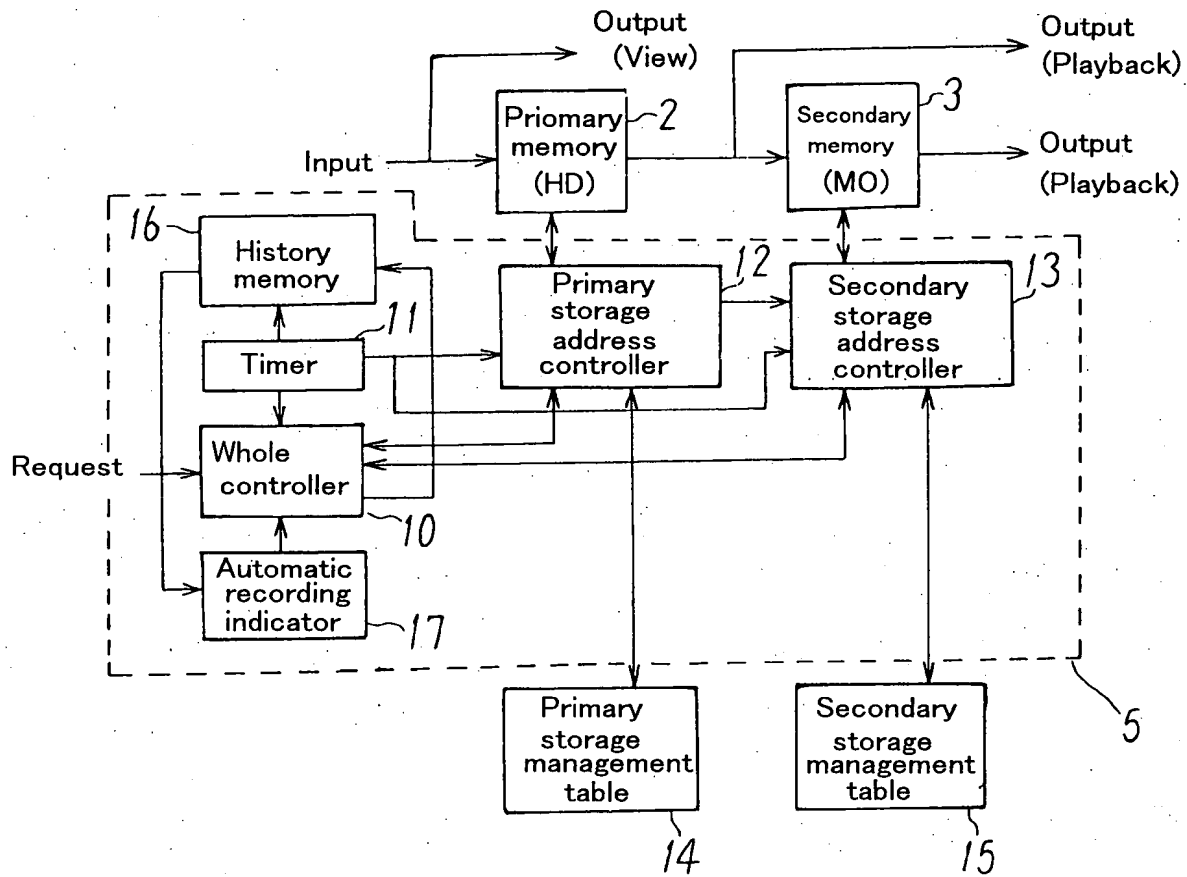 Output
(View)
Output
(Playback)
2
3
Priomary
memory
(HD)
Secondary
memory
(MO)
Input
Output
(Playback)
16
History
memory
12
Primary
storage
address
controller
13
Secondary
storage
address
controller
11
Timer
Request
Whole
controller
10
Automatic
recording
indicator
17
Primary
storage
management
table
14
Secondary
storage
management
table
15
5